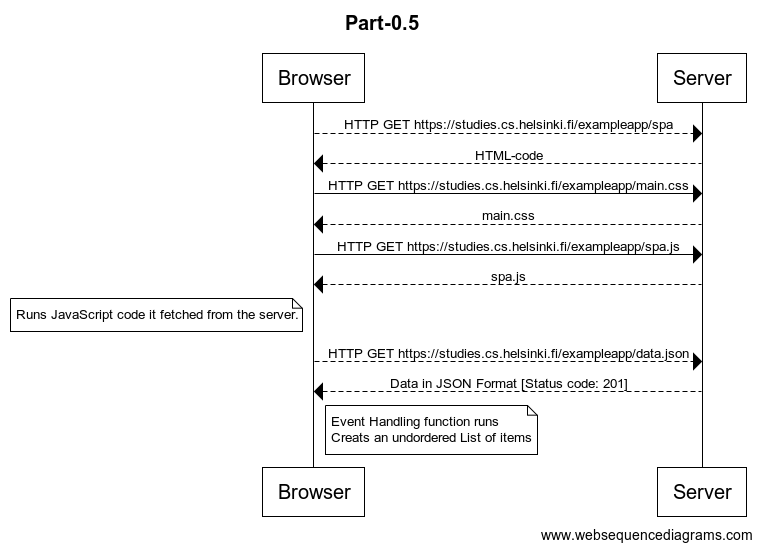 Part-0.5
Browser
Server
HTTP GET https://studies.cs.helsinki.fi/exampleapp/spa
HTML-code
HTTP GET https://studies.cs.helsinki.fi/exampleapp/main.css
main.css
HTTP GET https://studies.cs.helsinki.fi/exampleapp/spa.js
spa.js
Runs JavaScript code it fetched from the server.
HTTP GET https://studies.cs.helsinki.fi/exampleapp/data.json
Data in JSON Format [Status code: 201]
Event Handling function runs
Creats an undordered List of items
Browser
Server
www.websequencediagrams.com